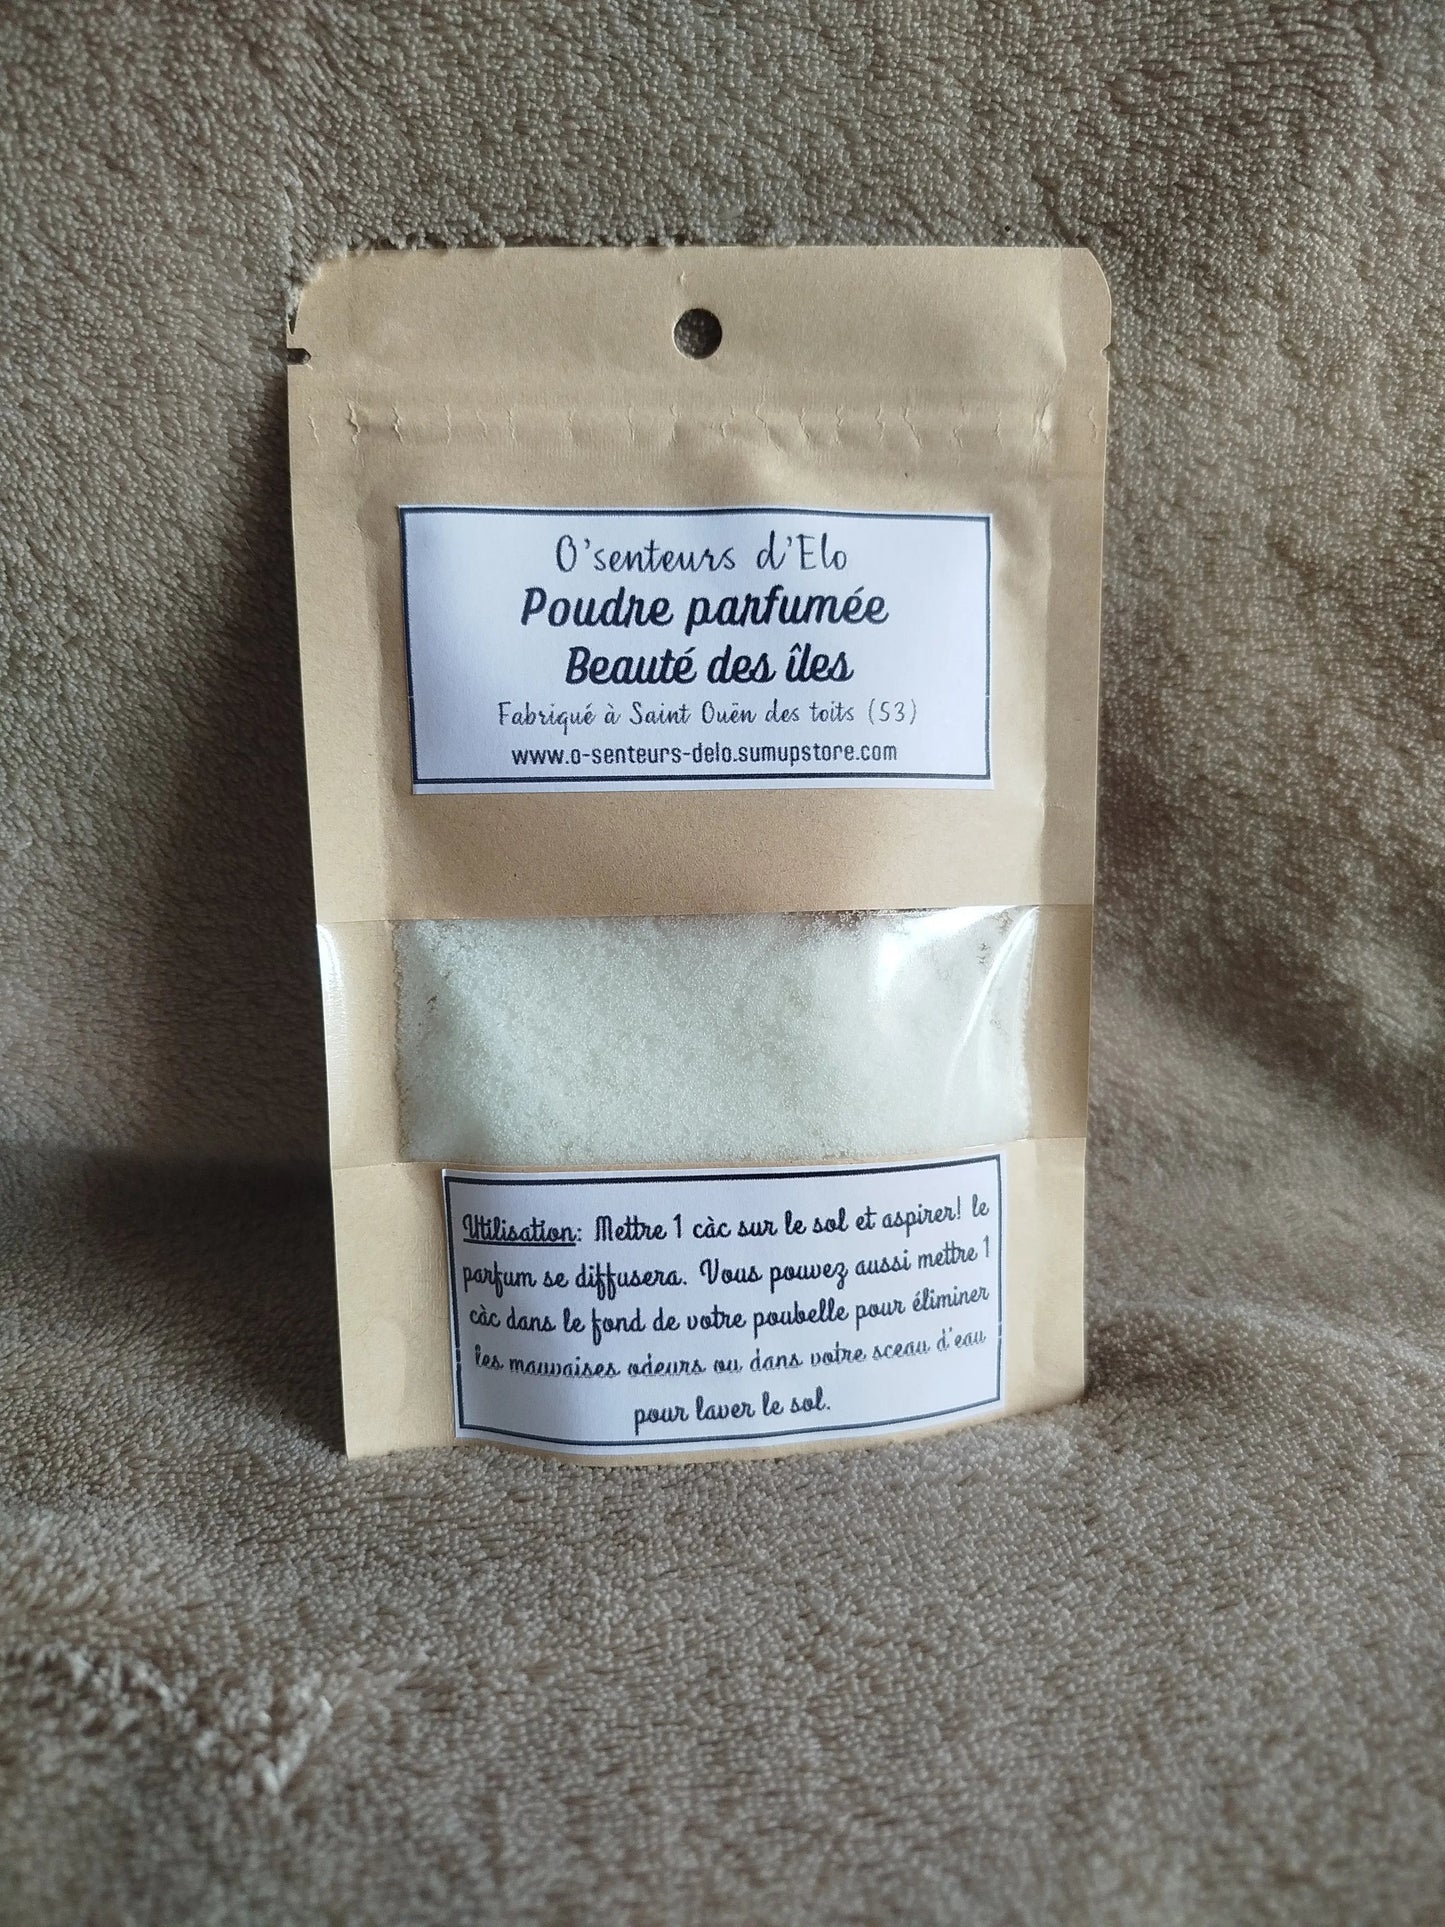 O'senteurs d'Elo
Poudre parfumée
Beauté des îles
Fabriqué à Saint Ouën des toits (53)
www.o-senteurs-delo.sumupstore.com
Utilisation: Mettre 1 càc sur le sol et aspirer! le
parfum se diffusera. Vous pouvez aussi mettre 1
càc dans le fond de votre poubelle pour éliminer
les mauvaises odeurs ou dans votre sceau d'eau
pour laver le sol.